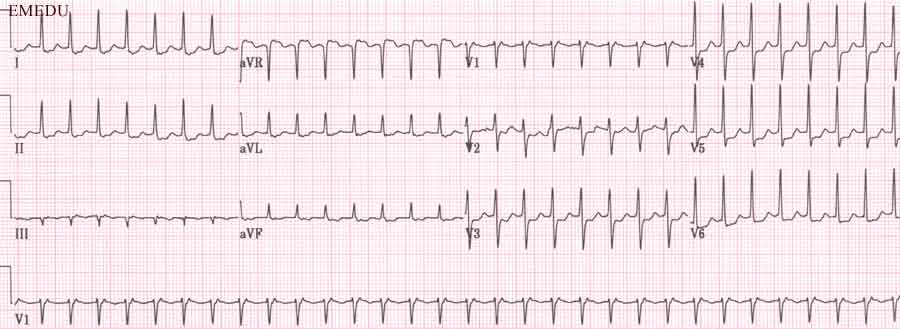 EMEDU
I aVR V1 V4
II aVL V2 V5
III aVF V3 V6
V1